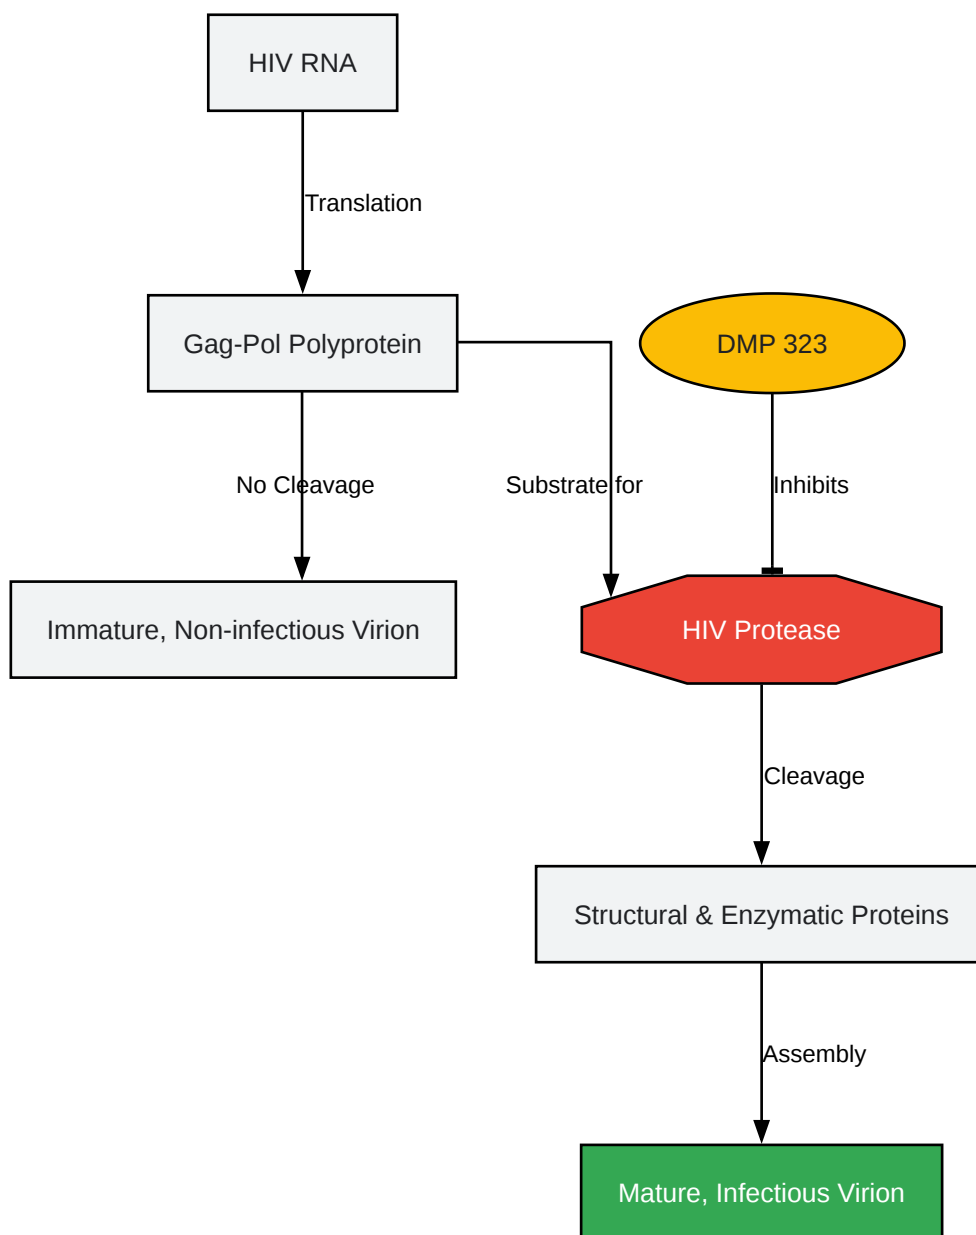 HIV RNA
Translation
Gag-Pol Polyprotein
DMP 323
No Cleavage
Substrate for
Inhibits
Immature, Non-infectious Virion
HIV Protease
Cleavage
Structural & Enzymatic Proteins
Assembly
Mature, Infectious Virion